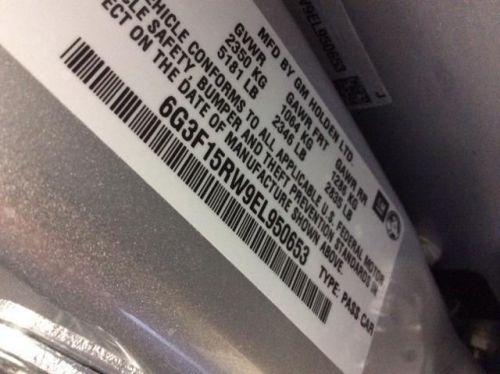 MFD BY GM HOLDEN LTD.
GVWR GAWR FRT GAWR RR
2350 KG 1064 KG 1286 KG
5181 LB 2346 LB 2835 LB
VEHICLE CONFORMS TO ALL APPLICABLE U.S. FEDERAL MOTOR
SAFETY, BUMPER AND THEFT PREVENTION STANDARDS IN
ECT ON THE DATE OF MANUFACTURE SHOWN ABOVE.
6G3F15RW9EL950653 TYPE: PASS CAR
W9EL950653
GM